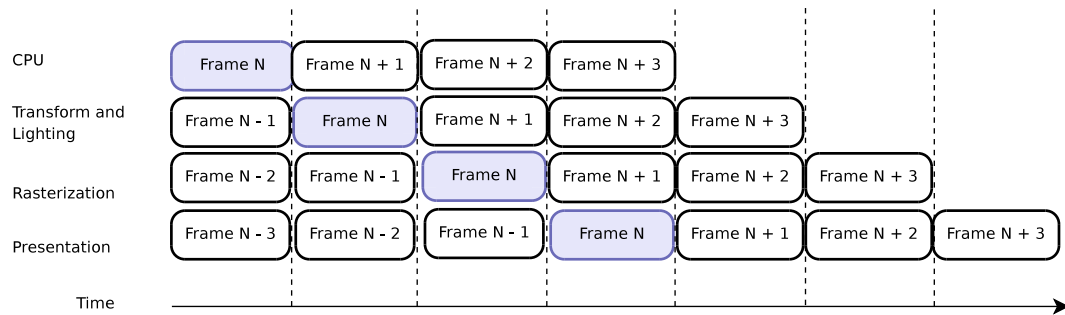 CPU
Frame N
Frame N + 1
Frame N + 2
Frame N + 3
Transform and
Lighting
Frame N - 1
Frame N
Frame N + 1
Frame N + 2
Frame N + 3
Rasterization
Frame N - 2
Frame N - 1
Frame N
Frame N + 1
Frame N + 2
Frame N + 3
Presentation
Frame N - 3
Frame N - 2
Frame N - 1
Frame N
Frame N + 1
Frame N + 2
Frame N + 3
Time